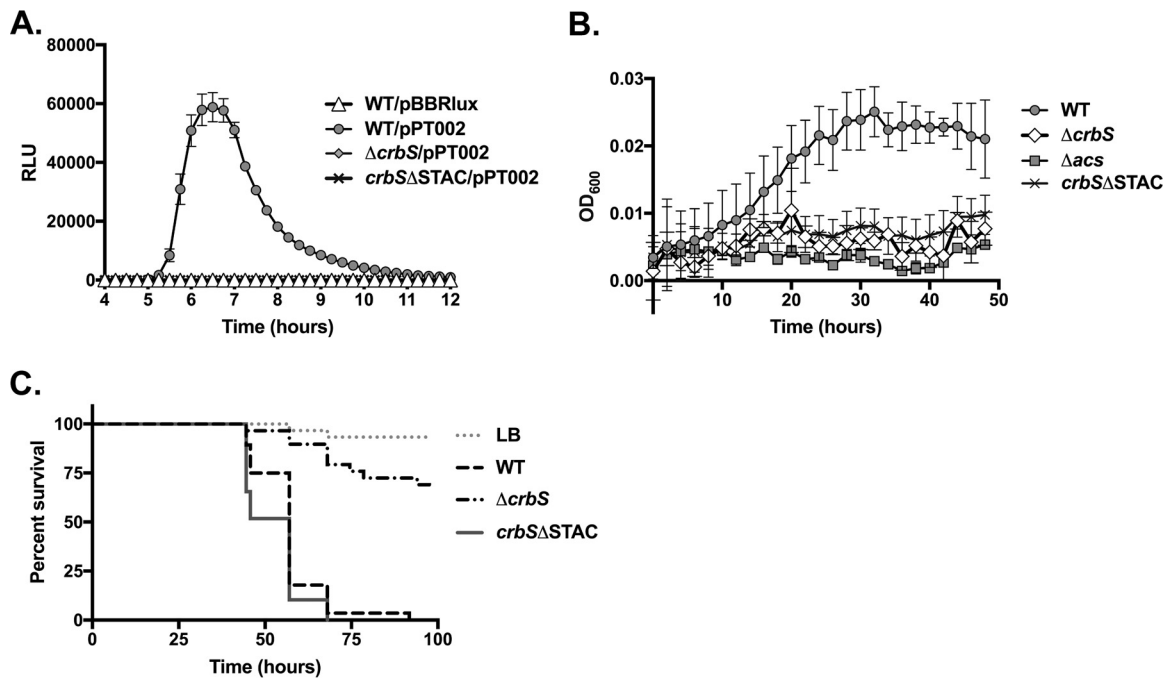 A.
80000
60000
40000
20000
0
RLU
4 5 6 7 8 9 10 11 12
Time (hours)
WT/pBBRlux
WT/pPT002
ΔcrbS/pPT002
crbSΔSTAC/pPT002
B.
0.03
0.02
0.01
0.00
OD600
10 20 30 40 50
Time (hours)
WT
ΔcrbS
Δacs
crbSΔSTAC
C.
100
75
50
25
0
Percent survival
0 25 50 75 100
Time (hours)
LB
WT
ΔcrbS
crbSΔSTAC